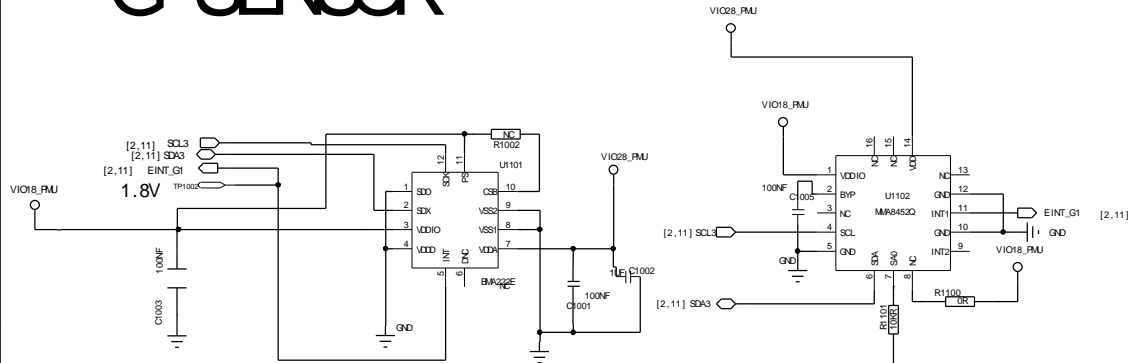 G-SENSOR
VIO28_PMU
VIO18_PMU
[2,11] SCL3
[2,11] SDA3
[2,11] EINT_G1
1.8V
TP1002
VIO18_PMU
100NF
C1003
GND
NC
R1002
U1101
12
11
SCK
PS
1
SDO
CSB
10
2
SDX
VSS2
9
3
VDDIO
VSS1
8
4
VDDD
VDDA
7
INT
DNC
5
6
BMA222E
NC
VIO28_PMU
C1001
100NF
1UF
C1002
16
15
14
NC
NC
VDD
1
VDDIO
NC
13
100NF
C1005
2
BYP
U1102
GND
12
3
NC
MMA8452Q
INT1
11
EINT_G1
[2,11]
[2,11] SCL3
4
SCL
GND
10
GND
5
GND
INT2
9
GND
SDA
SA0
NC
6
7
8
VIO18_PMU
[2,11] SDA3
R1100
0R
R1101
10KR